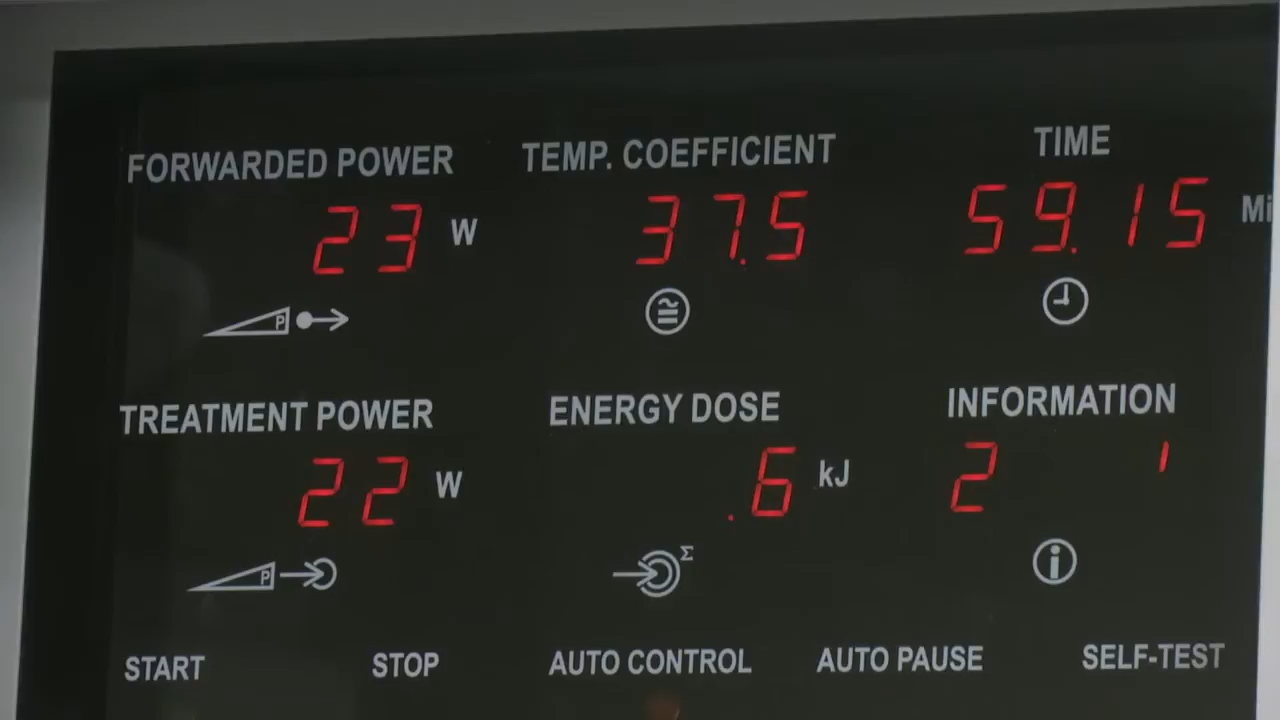 FORWARDED POWER
TEMP. COEFFICIENT
TIME
23 W
37.5
59.15 Mi
P
TREATMENT POWER
ENERGY DOSE
INFORMATION
22 W
.6 kJ
2 '
P
Σ
i
START
STOP
AUTO CONTROL
AUTO PAUSE
SELF-TEST